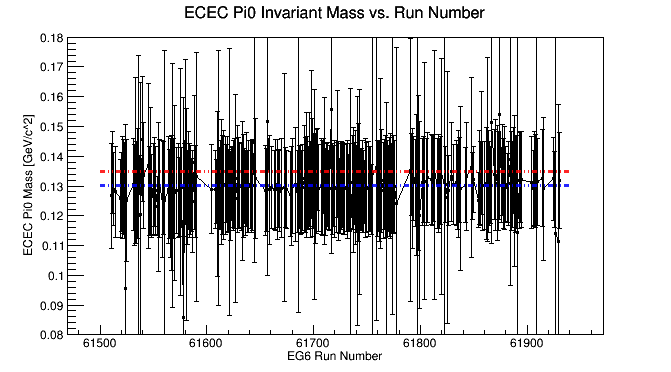 ECEC Pi0 Invariant Mass vs. Run Number
ECEC Pi0 Mass [GeV/c^2]
0.18
0.17
0.16
0.15
0.14
0.13
0.12
0.11
0.1
0.09
0.08
61500 61600 61700 61800 61900
EG6 Run Number